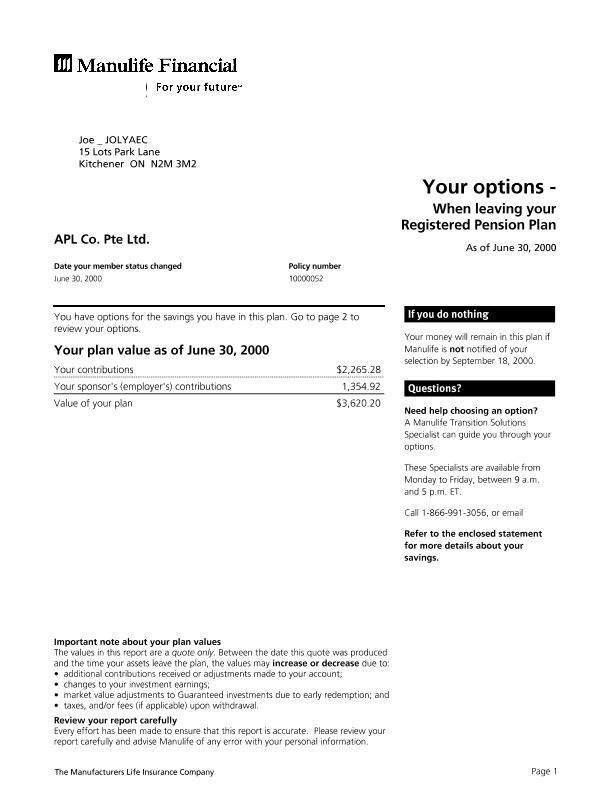 Manulife Financial
For your future™
Joe _ JOLYAEC
15 Lots Park Lane
Kitchener ON N2M 3M2
Your options -
When leaving your
Registered Pension Plan
As of June 30, 2000
APL Co. Pte Ltd.
Date your member status changed
June 30, 2000
Policy number
10000052
You have options for the savings you have in this plan. Go to page 2 to
review your options.
Your plan value as of June 30, 2000
Your contributions $2,265.28
Your sponsor's (employer's) contributions 1,354.92
Value of your plan $3,620.20
If you do nothing
Your money will remain in this plan if
Manulife is not notified of your
selection by September 18, 2000.
Questions?
Need help choosing an option?
A Manulife Transition Solutions
Specialist can guide you through your
options.
These Specialists are available from
Monday to Friday, between 9 a.m.
and 5 p.m. ET.
Call 1-866-991-3056, or email
Refer to the enclosed statement
for more details about your
savings.
Important note about your plan values
The values in this report are a quote only. Between the date this quote was produced
and the time your assets leave the plan, the values may increase or decrease due to:
• additional contributions received or adjustments made to your account;
• changes to your investment earnings;
• market value adjustments to Guaranteed investments due to early redemption; and
• taxes, and/or fees (if applicable) upon withdrawal.
Review your report carefully
Every effort has been made to ensure that this report is accurate. Please review your
report carefully and advise Manulife of any error with your personal information.
The Manufacturers Life Insurance Company
Page 1